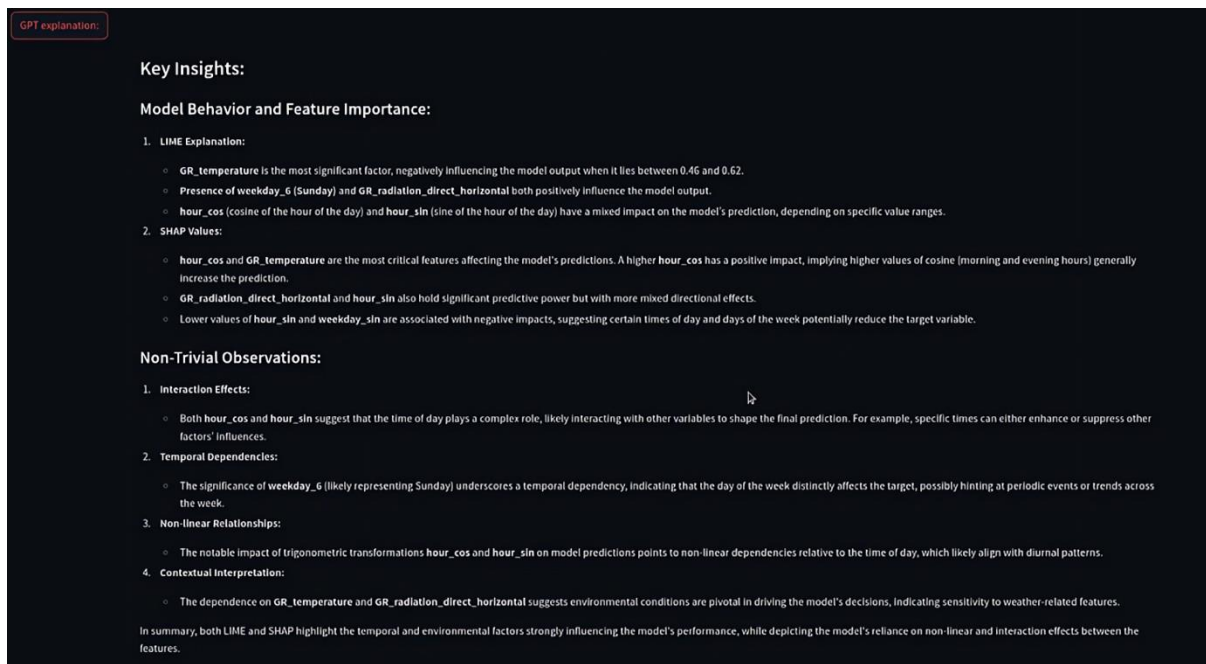 GPT explanation:
Key Insights:
Model Behavior and Feature Importance:
1. LIME Explanation:
○ GR_temperature is the most significant factor, negatively influencing the model output when it lies between 0.46 and 0.62.
○ Presence of weekday_6 (Sunday) and GR_radiation_direct_horizontal both positively influence the model output.
○ hour_cos (cosine of the hour of the day) and hour_sin (sine of the hour of the day) have a mixed impact on the model's prediction, depending on specific value ranges.
2. SHAP Values:
○ hour_cos and GR_temperature are the most critical features affecting the model's predictions. A higher hour_cos has a positive impact, implying higher values of cosine (morning and evening hours) generally
increase the prediction.
○ GR_radiation_direct_horizontal and hour_sin also hold significant predictive power but with more mixed directional effects.
○ Lower values of hour_sin and weekday_sin are associated with negative impacts, suggesting certain times of day and days of the week potentially reduce the target variable.
Non-Trivial Observations:
1. Interaction Effects:
○ Both hour_cos and hour_sin suggest that the time of day plays a complex role, likely interacting with other variables to shape the final prediction. For example, specific times can either enhance or suppress other
factors' influences.
2. Temporal Dependencies:
○ The significance of weekday_6 (likely representing Sunday) underscores a temporal dependency, indicating that the day of the week distinctly affects the target, possibly hinting at periodic events or trends across
the week.
3. Non-linear Relationships:
○ The notable impact of trigonometric transformations hour_cos and hour_sin on model predictions points to non-linear dependencies relative to the time of day, which likely align with diurnal patterns.
4. Contextual Interpretation:
○ The dependence on GR_temperature and GR_radiation_direct_horizontal suggests environmental conditions are pivotal in driving the model's decisions, indicating sensitivity to weather-related features.
In summary, both LIME and SHAP highlight the temporal and environmental factors strongly influencing the model's performance, while depicting the model's reliance on non-linear and interaction effects between the
features.